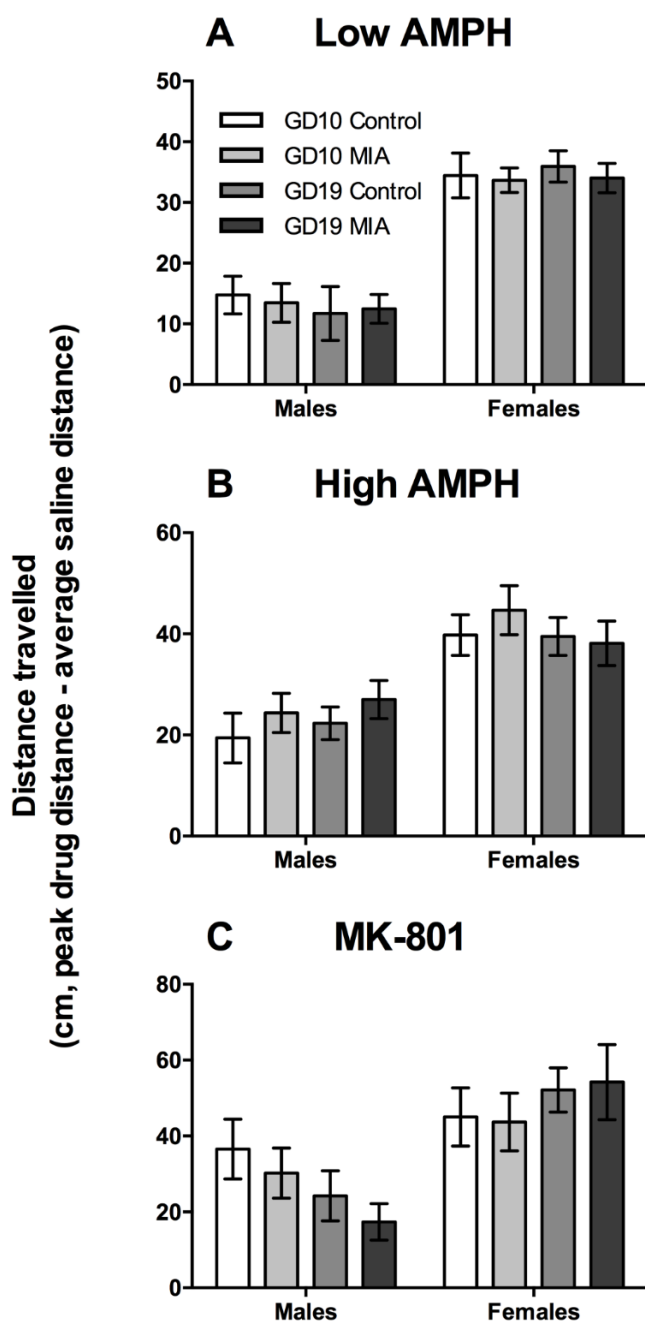 A Low AMPH
50
40
30
20
10
0
GD10 Control
GD10 MIA
GD19 Control
GD19 MIA
Males Females
B High AMPH
60
40
20
0
Males Females
C MK-801
80
60
40
20
0
Males Females
Distance travelled
(cm, peak drug distance - average saline distance)